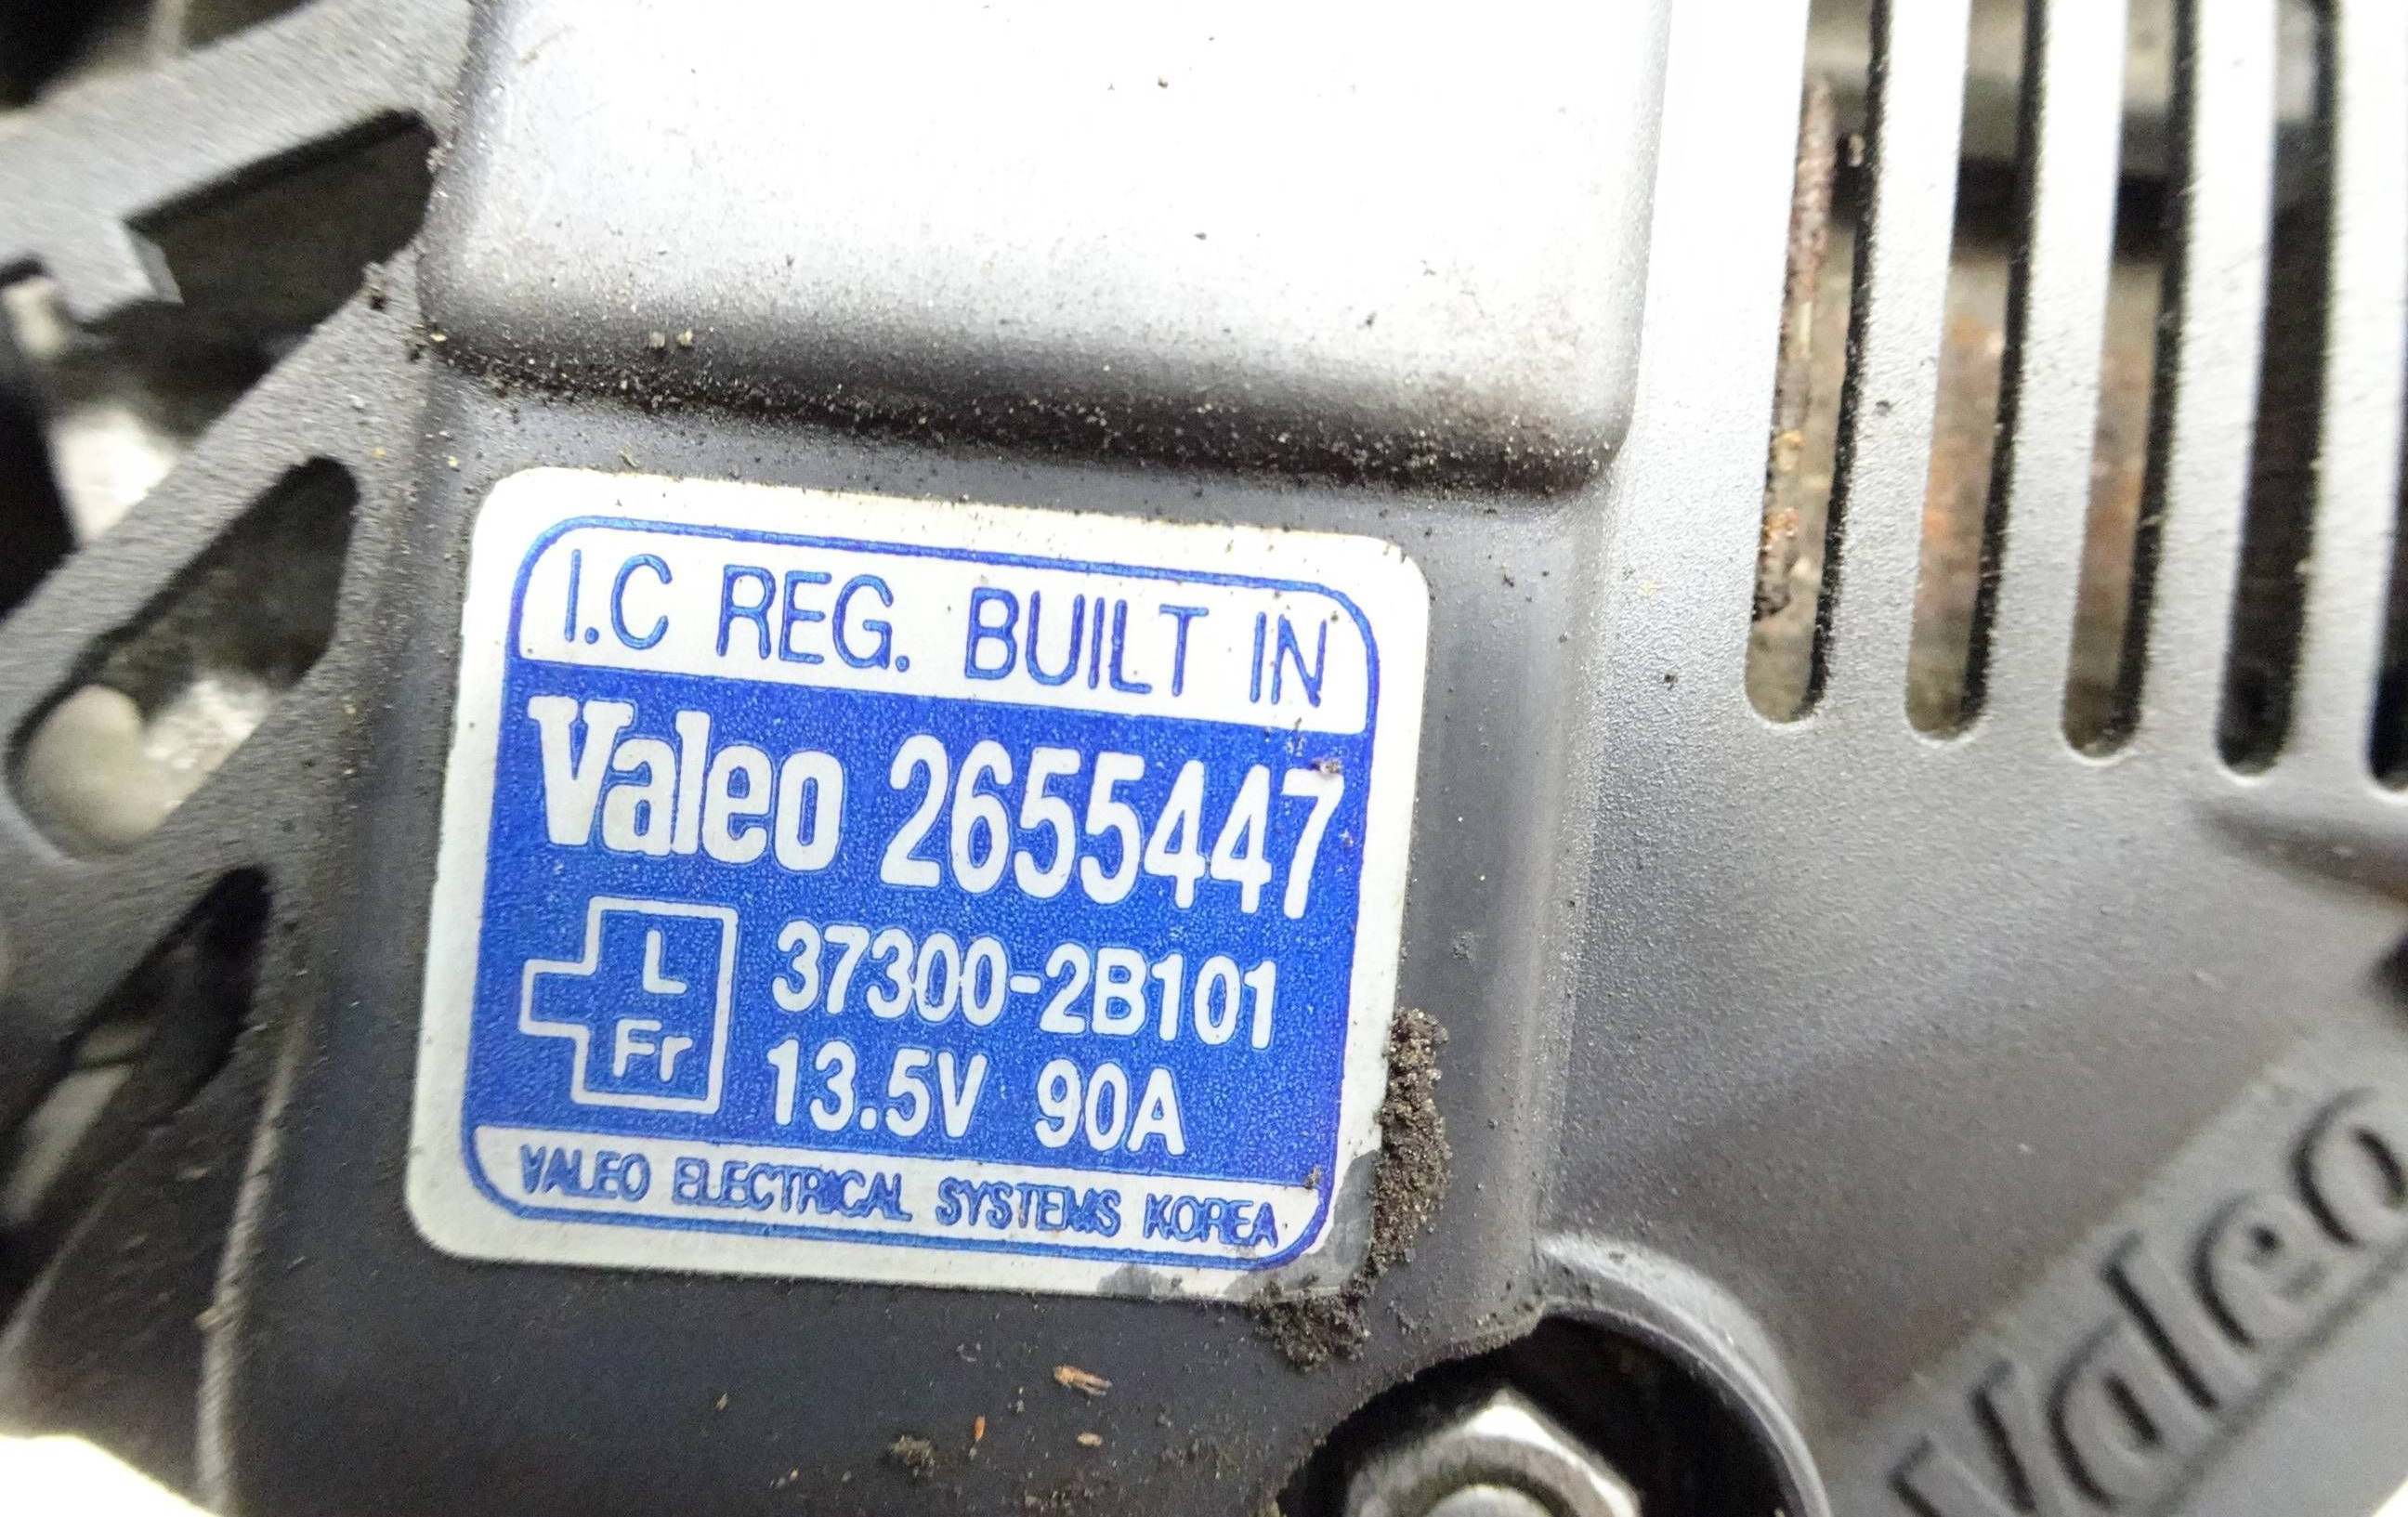 I.C REG. BUILT IN
Valeo 2655447
L
Fr
37300-2B101
13.5V 90A
VALEO ELECTRICAL SYSTEMS KOREA
Valeo